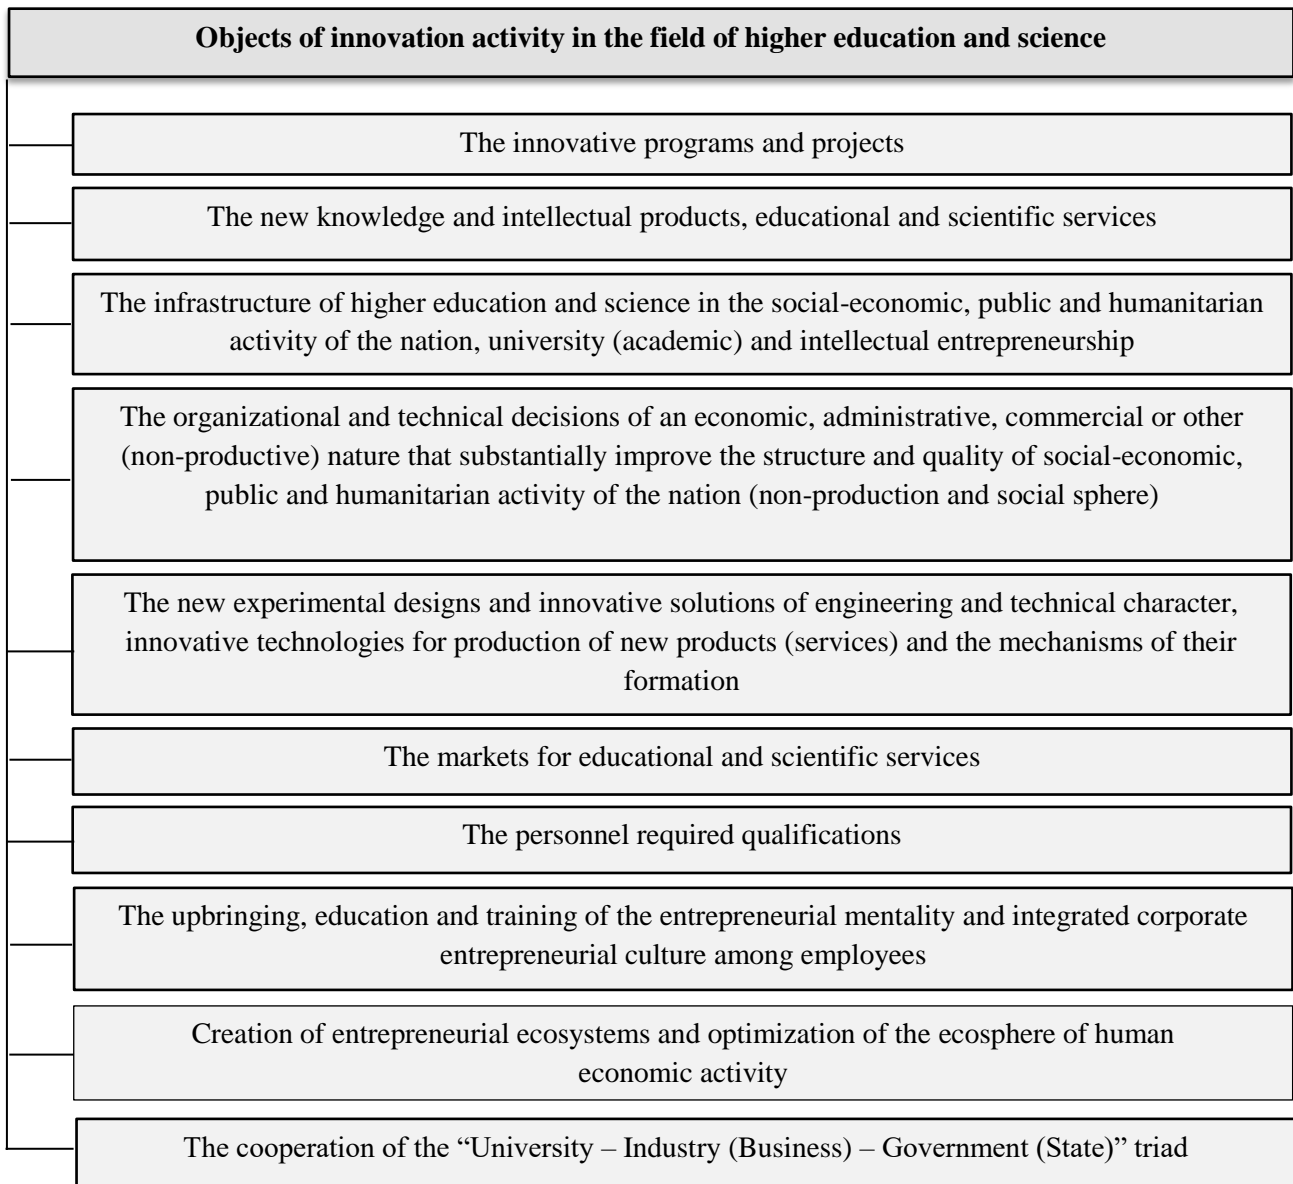 Objects of innovation activity in the field of higher education and science
The innovative programs and projects
The new knowledge and intellectual products, educational and scientific services
The infrastructure of higher education and science in the social-economic, public and humanitarian
activity of the nation, university (academic) and intellectual entrepreneurship
The organizational and technical decisions of an economic, administrative, commercial or other
(non-productive) nature that substantially improve the structure and quality of social-economic,
public and humanitarian activity of the nation (non-production and social sphere)
The new experimental designs and innovative solutions of engineering and technical character,
innovative technologies for production of new products (services) and the mechanisms of their
formation
The markets for educational and scientific services
The personnel required qualifications
The upbringing, education and training of the entrepreneurial mentality and integrated corporate
entrepreneurial culture among employees
Creation of entrepreneurial ecosystems and optimization of the ecosphere of human
economic activity
The cooperation of the “University – Industry (Business) – Government (State)” triad